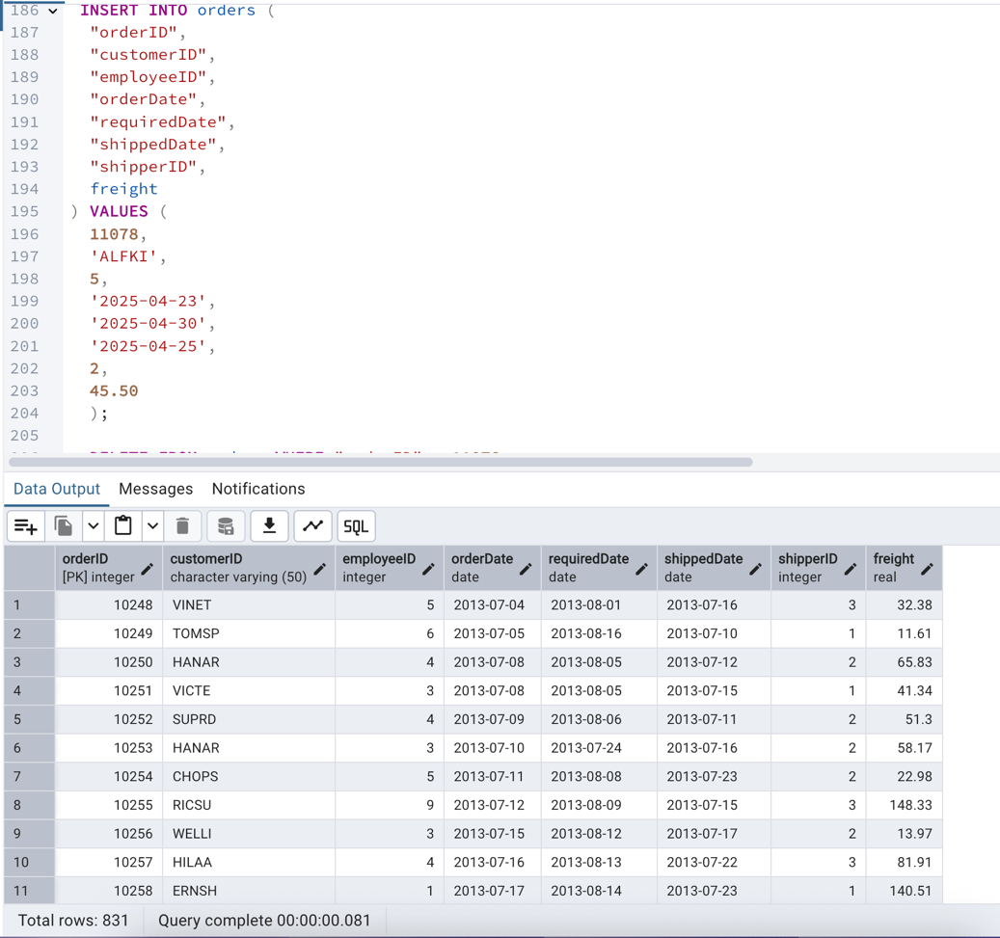 186 INSERT INTO orders (
187 "orderID",
188 "customerID",
189 "employeeID",
190 "orderDate",
191 "requiredDate",
192 "shippedDate",
193 "shipperID",
194 freight
195 ) VALUES (
196 11078,
197 'ALFKI',
198 5,
199 '2025-04-23',
200 '2025-04-30',
201 '2025-04-25',
202 2,
203 45.50
204 );
205
Data Output Messages Notifications
SQL
orderID customerID employeeID orderDate requiredDate shippedDate shipperID freight
[PK] integer character varying (50) integer date date date integer real
1 10248 VINET 5 2013-07-04 2013-08-01 2013-07-16 3 32.38
2 10249 TOMSP 6 2013-07-05 2013-08-16 2013-07-10 1 11.61
3 10250 HANAR 4 2013-07-08 2013-08-05 2013-07-12 2 65.83
4 10251 VICTE 3 2013-07-08 2013-08-05 2013-07-15 1 41.34
5 10252 SUPRD 4 2013-07-09 2013-08-06 2013-07-11 2 51.3
6 10253 HANAR 3 2013-07-10 2013-07-24 2013-07-16 2 58.17
7 10254 CHOPS 5 2013-07-11 2013-08-08 2013-07-23 2 22.98
8 10255 RICSU 9 2013-07-12 2013-08-09 2013-07-15 3 148.33
9 10256 WELLI 3 2013-07-15 2013-08-12 2013-07-17 2 13.97
10 10257 HILAA 4 2013-07-16 2013-08-13 2013-07-22 3 81.91
11 10258 ERNSH 1 2013-07-17 2013-08-14 2013-07-23 1 140.51
Total rows: 831 Query complete 00:00:00.081